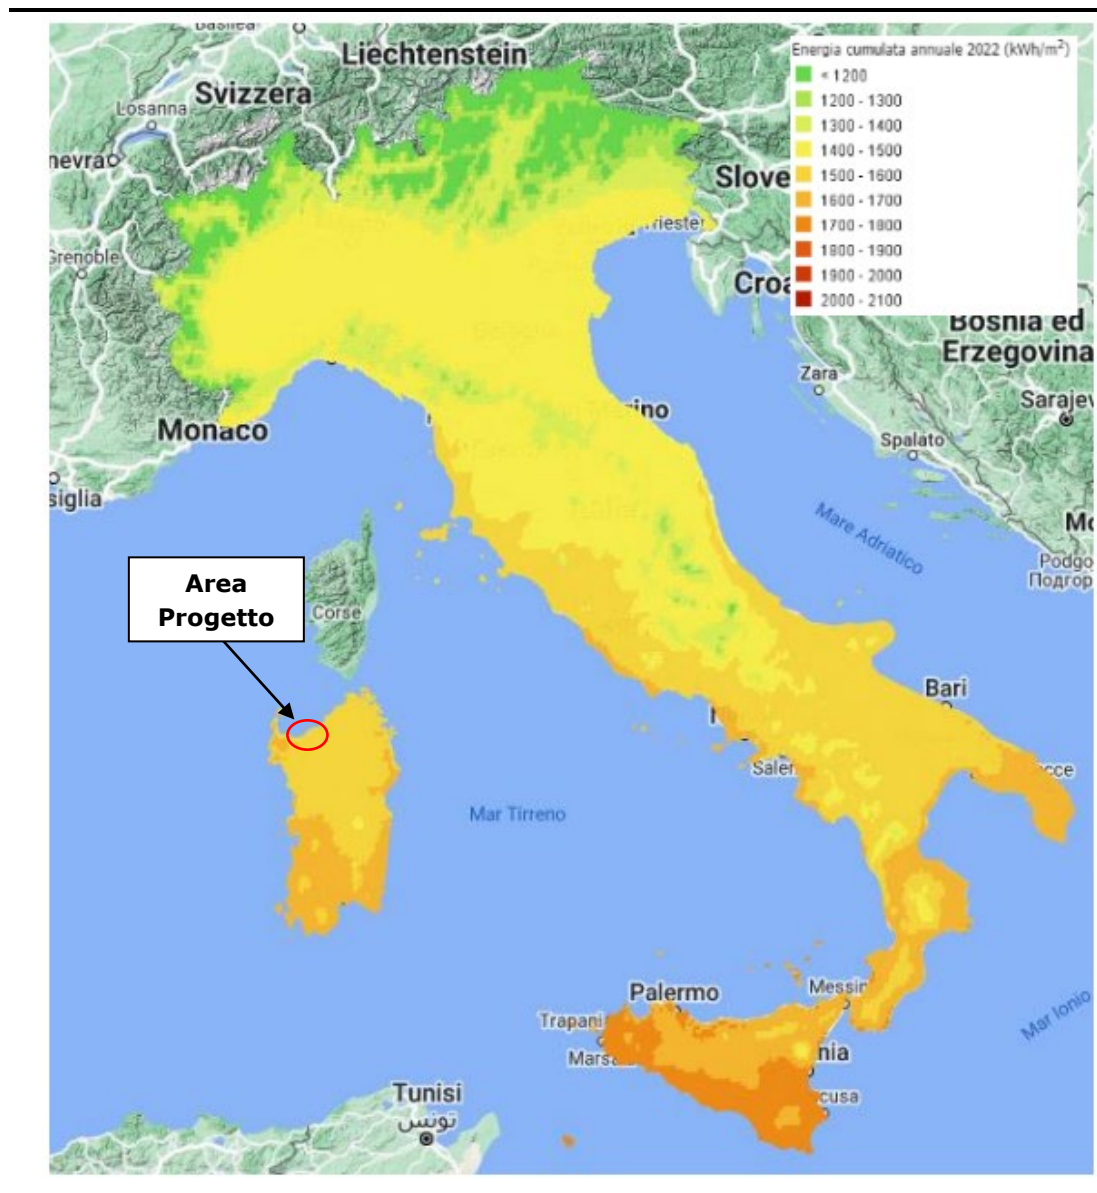 Basilea
Liechtenstein
Svizzera
Losanna
nevra
Grenoble
Monaco
siglia
Energia cumulata annuale 2022 (kWh/m²)
< 1200
1200 - 1300
1300 - 1400
1400 - 1500
1500 - 1600
1600 - 1700
1700 - 1800
1800 - 1900
1900 - 2000
2000 - 2100
Slove
Trieste
Croa
Bosnia ed
Erzegovina
Zara
Sarajev
Spalato
Mare Adriatico
Mo
Podgo
Подгор
Corse
Area
Progetto
Bari
Saler
cce
Mar Tirreno
Palermo
Messin
Trapani
Marsa
nia
cusa
Mar Ionio
Tunisi
تونس